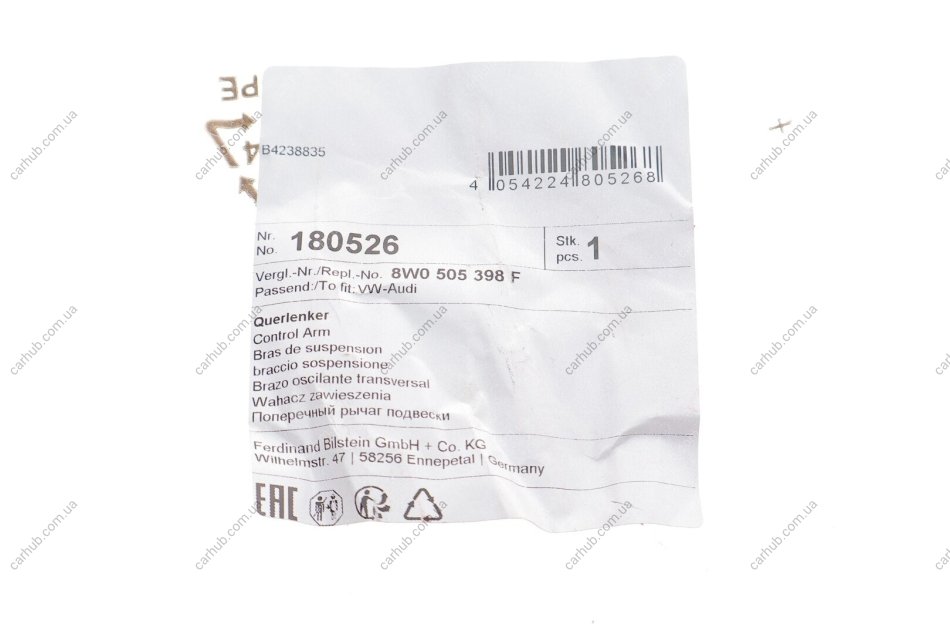 PE
4
B4238835
4 054224 805268
Nr.
No. 180526
Stk.
pcs. 1
Vergl.-Nr./Repl.-No. 8W0 505 398 F
Passend:/To fit: VW-Audi
Querlenker
Control Arm
Bras de suspension
braccio sospensione
Brazo oscilante transversal
Wahacz zawieszenia
Поперечный рычаг подвески
Ferdinand Bilstein GmbH + Co. KG
Wilhelmstr. 47 | 58256 Ennepetal | Germany
EAC
carhub.com.ua